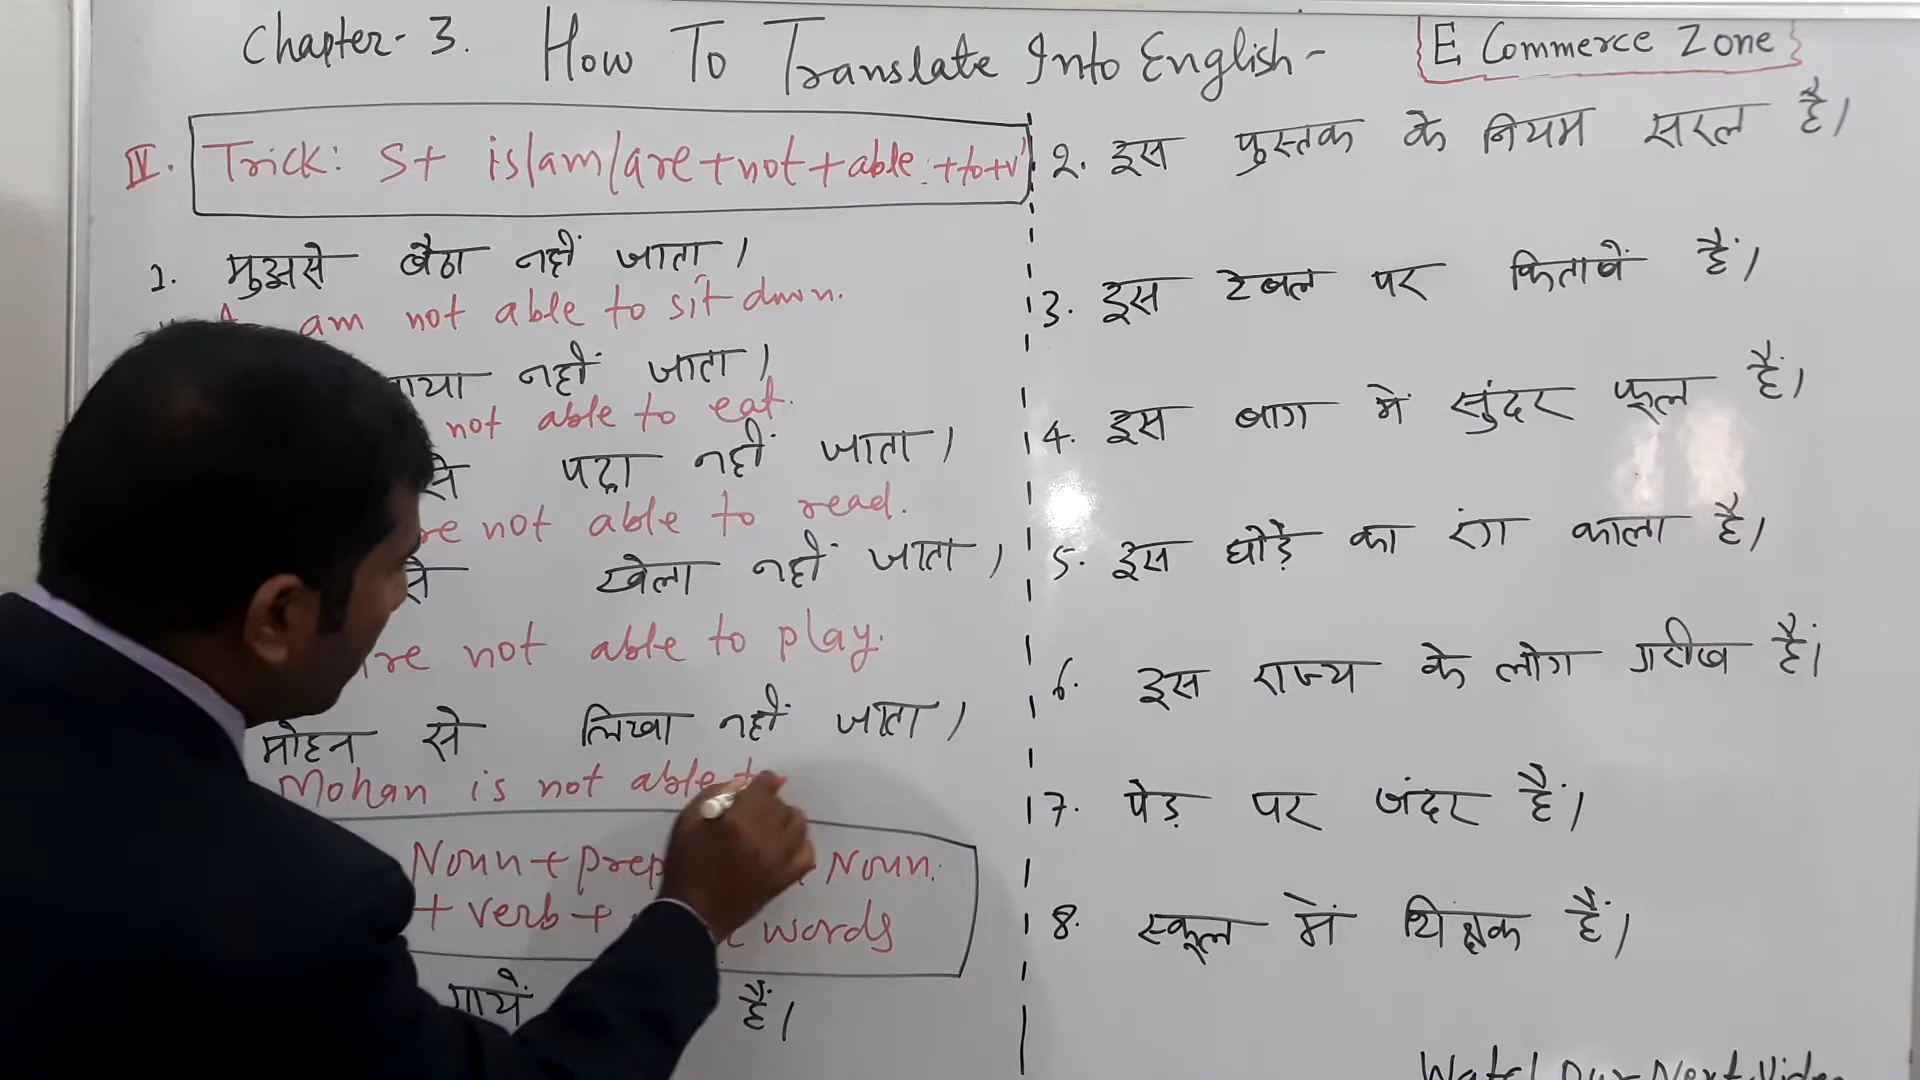 Chapter- 3. How To Translate Into English-
E Commerce Zone
IV. Trick: S+ is/am/are+not+able+to+v'
1. मुझसे बैठा नहीं जाता।
am not able to sit down.
नहीं जाता।
not able to eat.
से पढ़ा नहीं जाता।
not able to read.
से खेला नहीं जाता।
not able to play.
मोहन से लिखा नहीं जाता।
Mohan is not able
Noun+ Noun.
+ verb + words
गायें हैं।
2. इस पुस्तक के नियम सरल है।
3. इस टेबल पर किताबें हैं।
4. इस बाग में सुंदर फूल हैं।
5. इस घोड़े का रंग काला है।
6. इस राज्य के लोग गरीब हैं।
7. पेड़ पर बंदर हैं।
8. स्कूल में शिक्षक हैं।